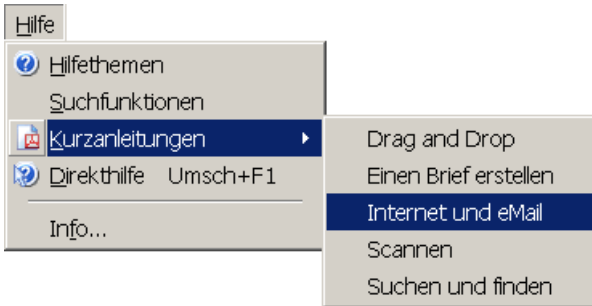 Hilfe
Hilfethemen
Suchfunktionen
Kurzanleitungen
Direkthilfe Umsch+F1
Info...
Drag and Drop
Einen Brief erstellen
Internet und eMail
Scannen
Suchen und finden